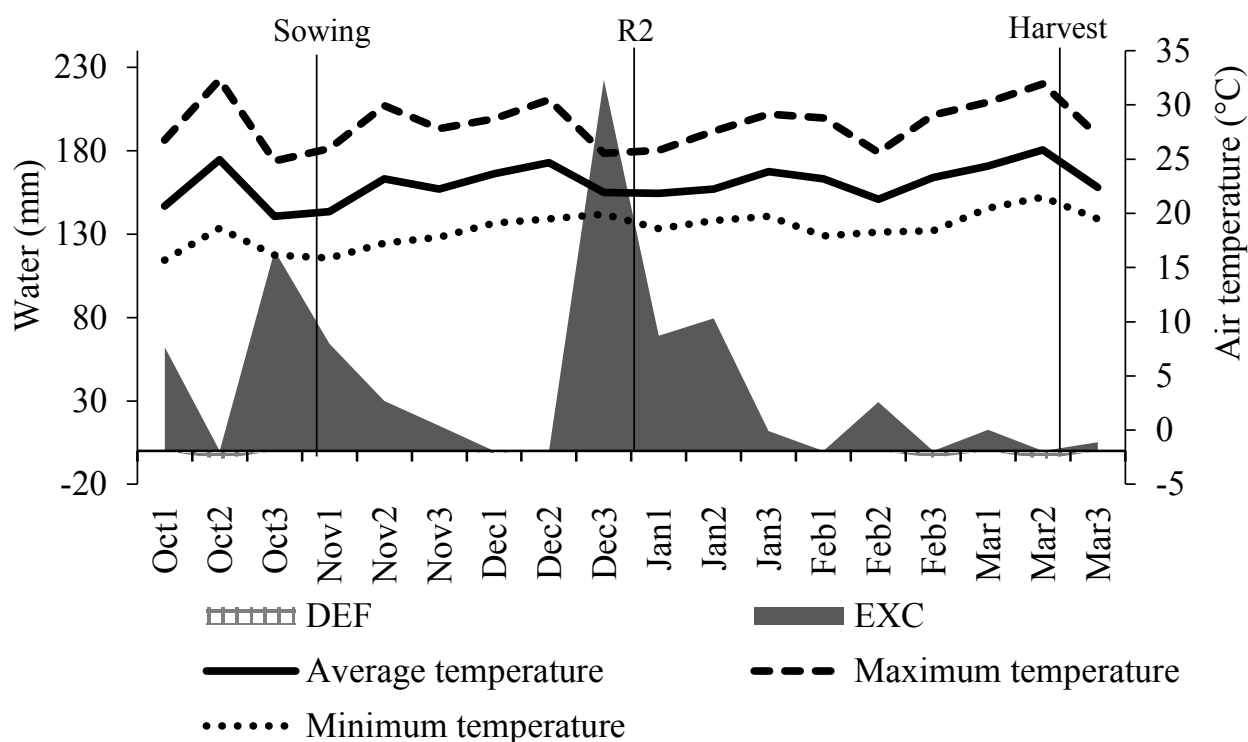 Sowing
R2
Harvest
Water (mm)
230
180
130
80
30
-20
35
30
25
20
15
10
5
0
-5
Air temperature (°C)
Oct1
Oct2
Oct3
Nov1
Nov2
Nov3
Dec1
Dec2
Dec3
Jan1
Jan2
Jan3
Feb1
Feb2
Feb3
Mar1
Mar2
Mar3
DEF
EXC
Average temperature
Maximum temperature
Minimum temperature